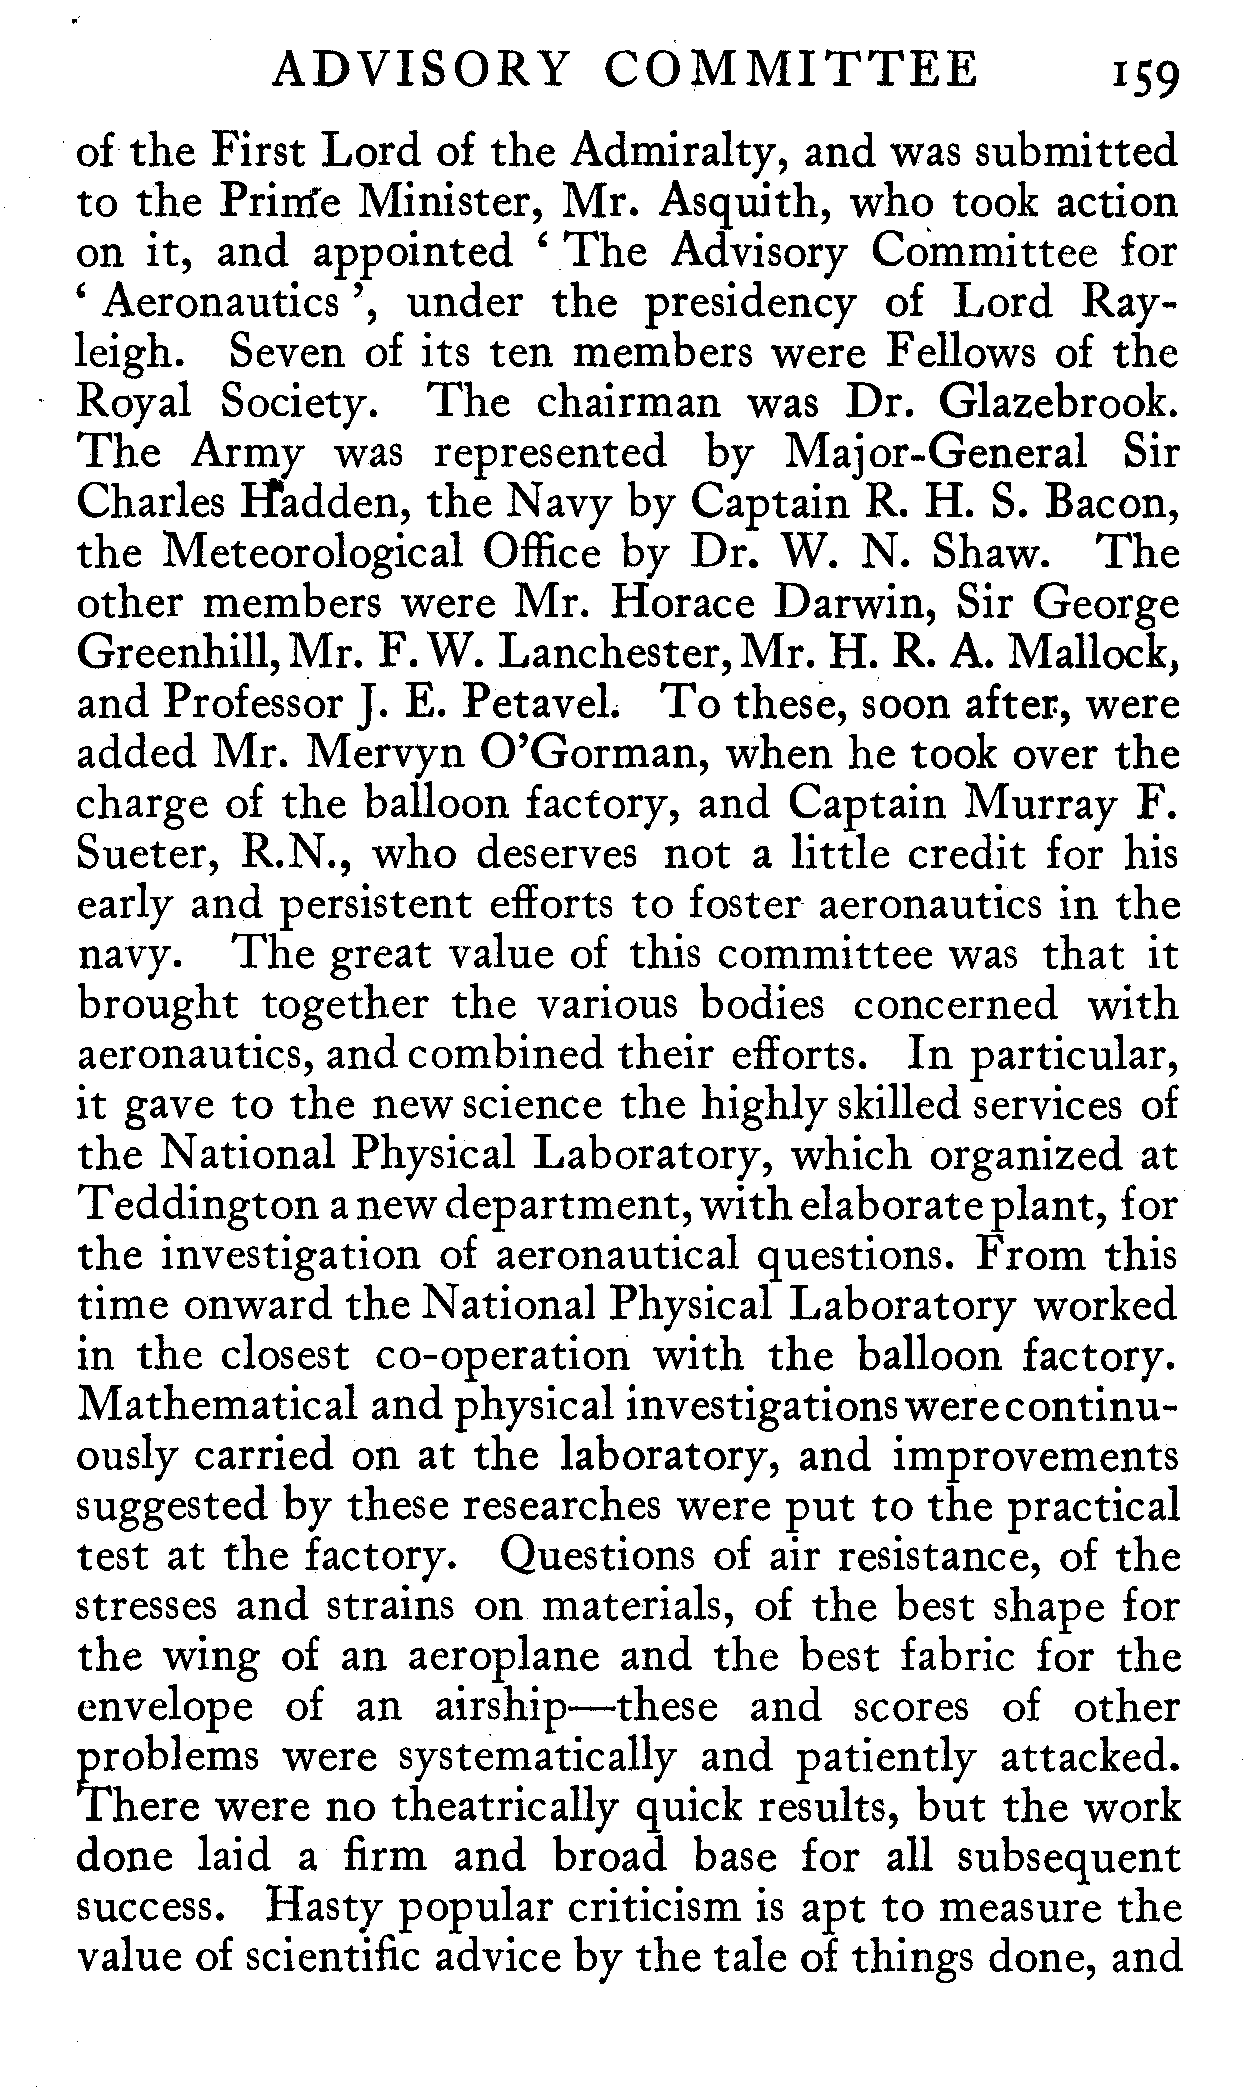 ADVISORY COMMITTEE 159
of the First Lord of the Admiralty, and was submitted
to the Prime Minister, Mr. Asquith, who took action
on it, and appointed ‘ The Advisory Committee for
‘ Aeronautics ’, under the presidency of Lord Ray-
leigh. Seven of its ten members were Fellows of the
Royal Society. The chairman was Dr. Glazebrook.
The Army was represented by Major-General Sir
Charles Hadden, the Navy by Captain R. H. S. Bacon,
the Meteorological Office by Dr. W. N. Shaw. The
other members were Mr. Horace Darwin, Sir George
Greenhill, Mr. F. W. Lanchester, Mr. H. R. A. Mallock,
and Professor J. E. Petavel. To these, soon after, were
added Mr. Mervyn O’Gorman, when he took over the
charge of the balloon factory, and Captain Murray F.
Sueter, R.N., who deserves not a little credit for his
early and persistent efforts to foster aeronautics in the
navy. The great value of this committee was that it
brought together the various bodies concerned with
aeronautics, and combined their efforts. In particular,
it gave to the new science the highly skilled services of
the National Physical Laboratory, which organized at
Teddington a new department, with elaborate plant, for
the investigation of aeronautical questions. From this
time onward the National Physical Laboratory worked
in the closest co-operation with the balloon factory.
Mathematical and physical investigations were continu-
ously carried on at the laboratory, and improvements
suggested by these researches were put to the practical
test at the factory. Questions of air resistance, of the
stresses and strains on materials, of the best shape for
the wing of an aeroplane and the best fabric for the
envelope of an airship—these and scores of other
problems were systematically and patiently attacked.
There were no theatrically quick results, but the work
done laid a firm and broad base for all subsequent
success. Hasty popular criticism is apt to measure the
value of scientific advice by the tale of things done, and